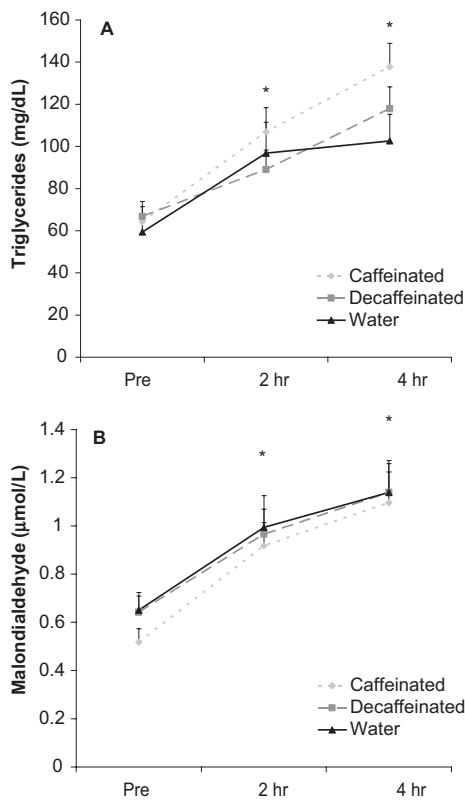 A
Triglycerides (mg/dL)
160
140
120
100
80
60
40
20
0
*
*
Caffeinated
Decaffeinated
Water
Pre
2 hr
4 hr
B
Malondialdehyde (μmol/L)
1.4
1.2
1
0.8
0.6
0.4
0.2
0
*
*
Caffeinated
Decaffeinated
Water
Pre
2 hr
4 hr